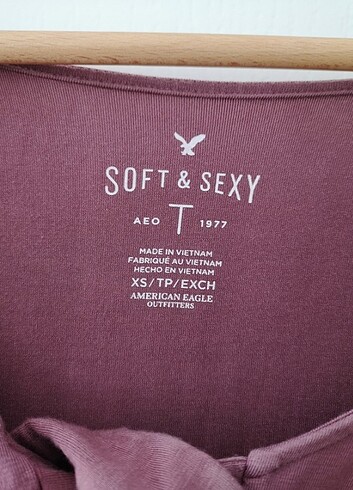 SOFT & SEXY
AEO T 1977
MADE IN VIETNAM
FABRIQUÉ AU VIETNAM
HECHO EN VIETNAM
XS/TP/EXCH
AMERICAN EAGLE
OUTFITTERS